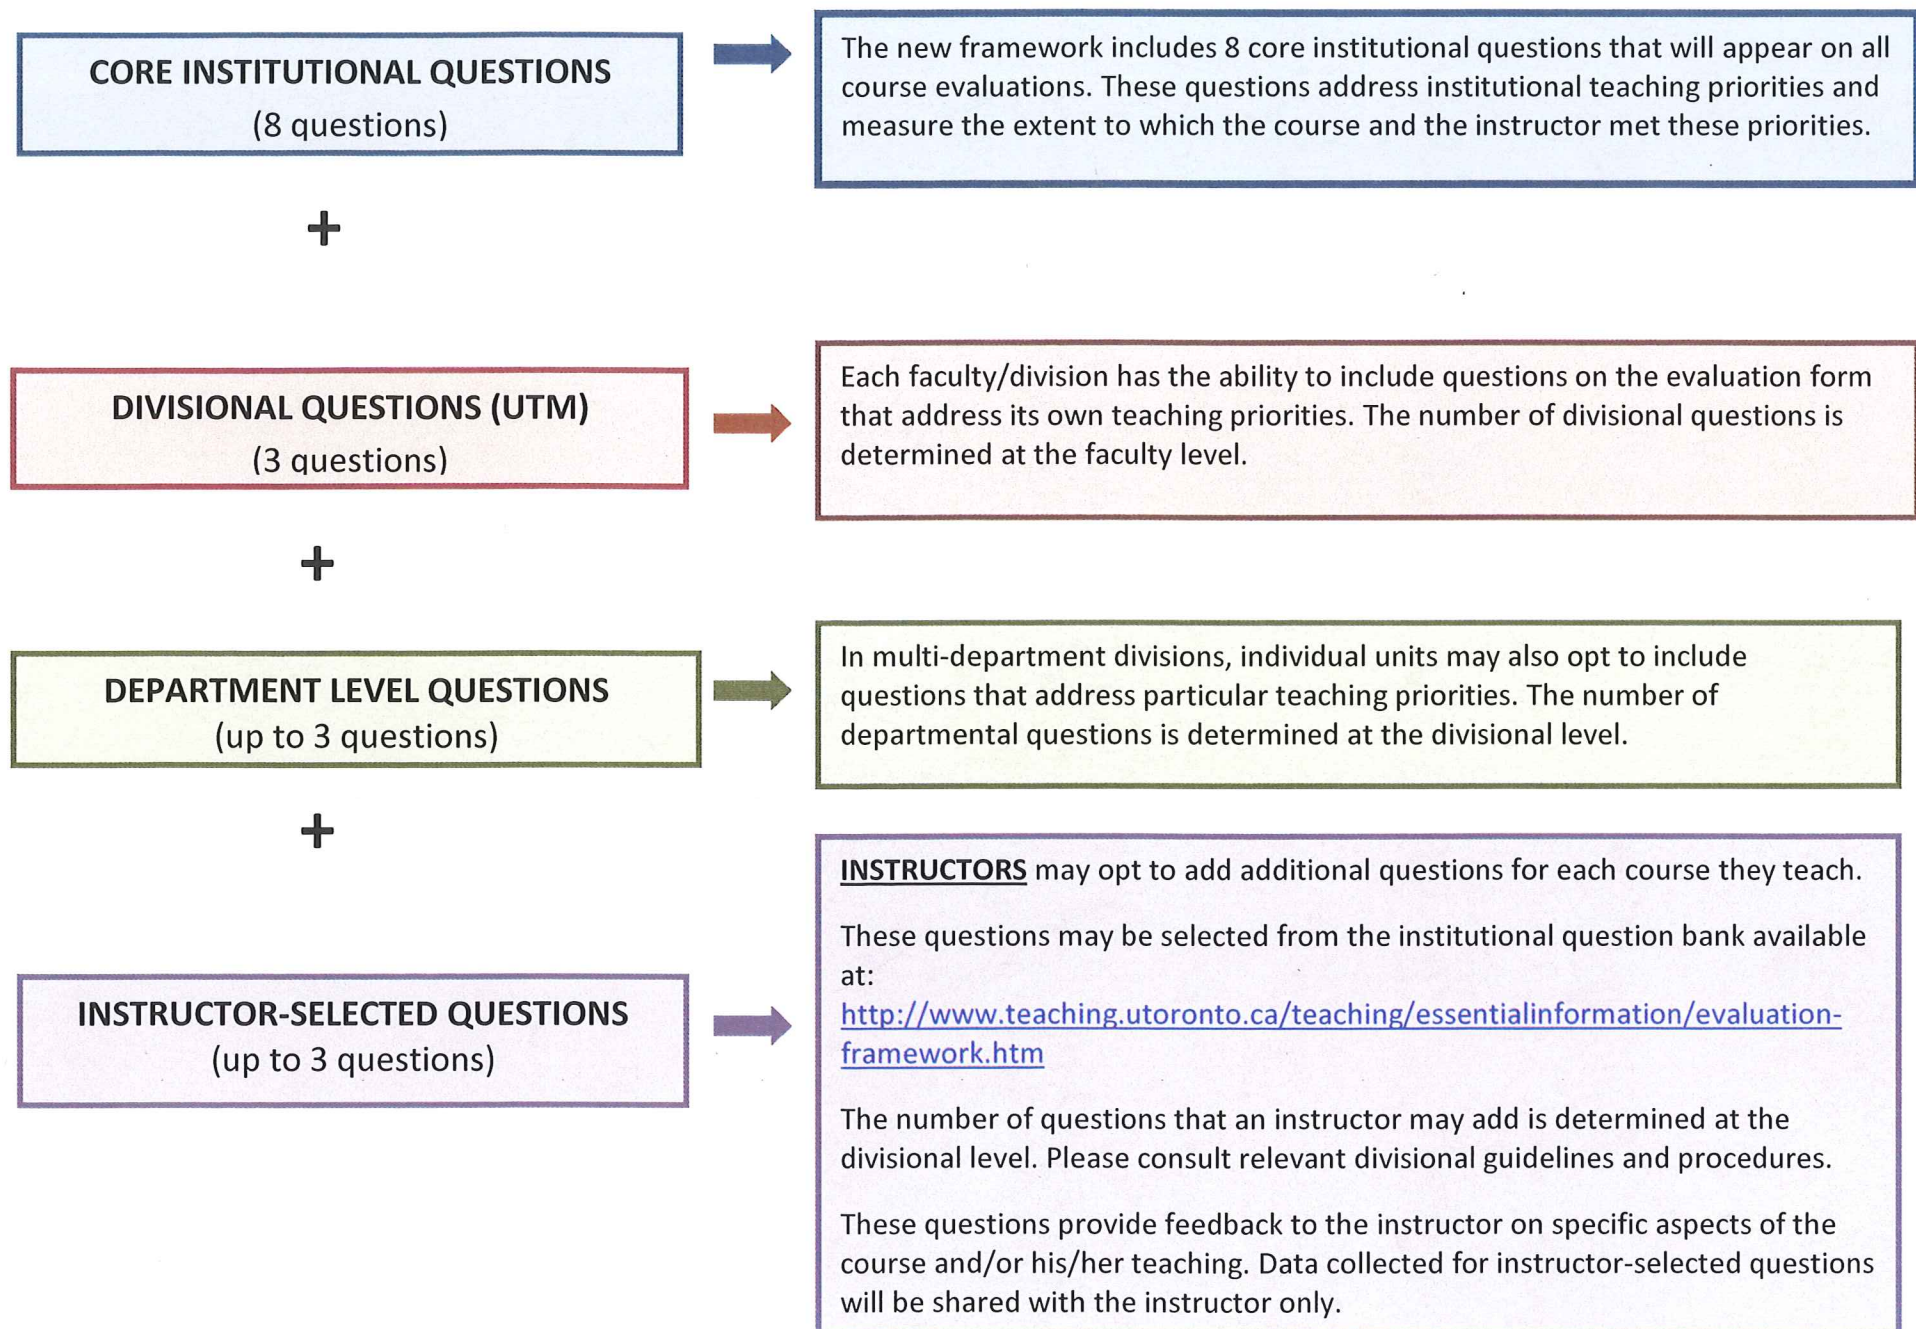 CORE INSTITUTIONAL QUESTIONS
(8 questions)
The new framework includes 8 core institutional questions that will appear on all
course evaluations. These questions address institutional teaching priorities and
measure the extent to which the course and the instructor met these priorities.
+
DIVISIONAL QUESTIONS (UTM)
(3 questions)
Each faculty/division has the ability to include questions on the evaluation form
that address its own teaching priorities. The number of divisional questions is
determined at the faculty level.
+
DEPARTMENT LEVEL QUESTIONS
(up to 3 questions)
In multi-department divisions, individual units may also opt to include
questions that address particular teaching priorities. The number of
departmental questions is determined at the divisional level.
+
INSTRUCTOR-SELECTED QUESTIONS
(up to 3 questions)
INSTRUCTORS may opt to add additional questions for each course they teach.
These questions may be selected from the institutional question bank available
at:
http://www.teaching.utoronto.ca/teaching/essentialinformation/evaluation-
framework.htm
The number of questions that an instructor may add is determined at the
divisional level. Please consult relevant divisional guidelines and procedures.
These questions provide feedback to the instructor on specific aspects of the
course and/or his/her teaching. Data collected for instructor-selected questions
will be shared with the instructor only.